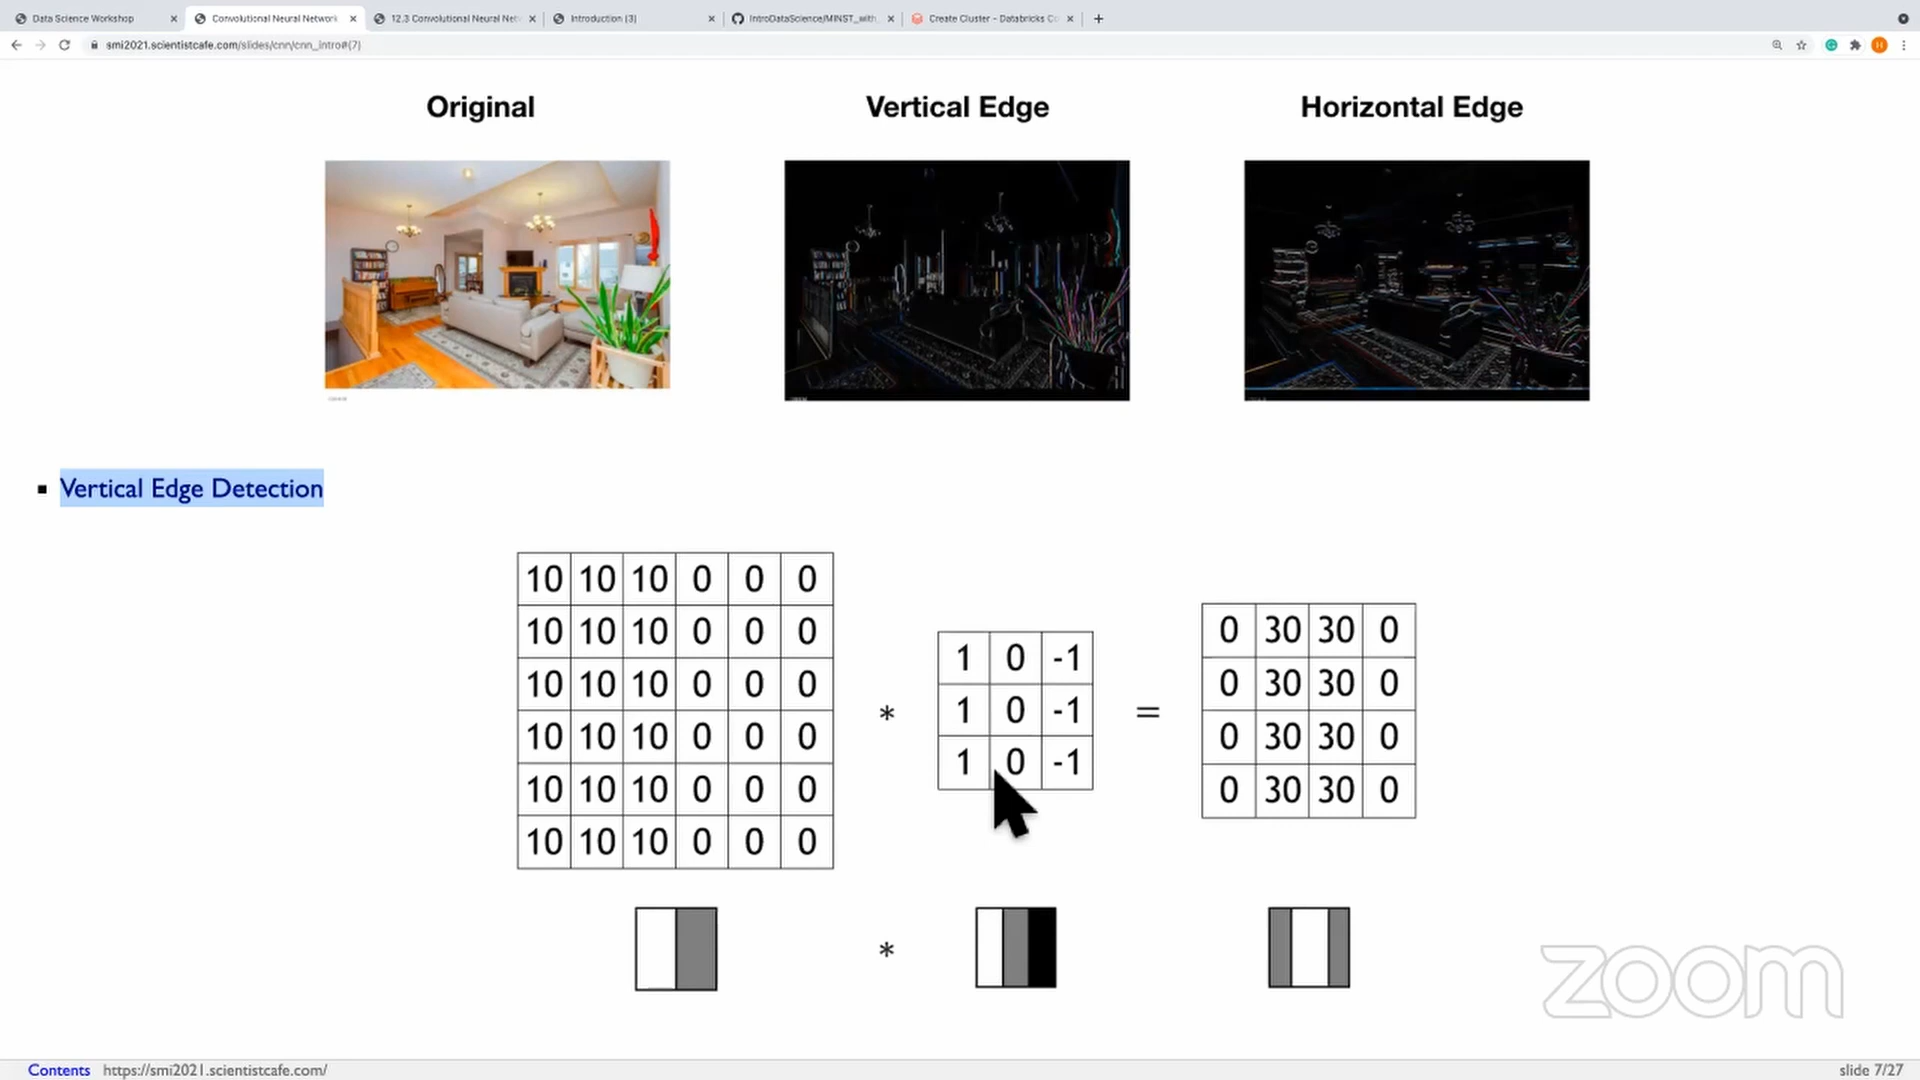 Data Science Workshop
Convolutional Neural Network
12.3 Convolutional Neural Net
Introduction (3)
IntroDataScience/MINST_with_
Create Cluster - Databricks Co
smi2021.scientistcafe.com/slides/cnn/cnn_intro#(7)
H
Original
Vertical Edge
Horizontal Edge
Vertical Edge Detection
10 10 10 0 0 0
10 10 10 0 0 0
10 10 10 0 0 0
10 10 10 0 0 0
10 10 10 0 0 0
10 10 10 0 0 0
*
1 0 -1
1 0 -1
1 0 -1
=
0 30 30 0
0 30 30 0
0 30 30 0
0 30 30 0
*
zoom
Contents https://smi2021.scientistcafe.com/
slide 7/27